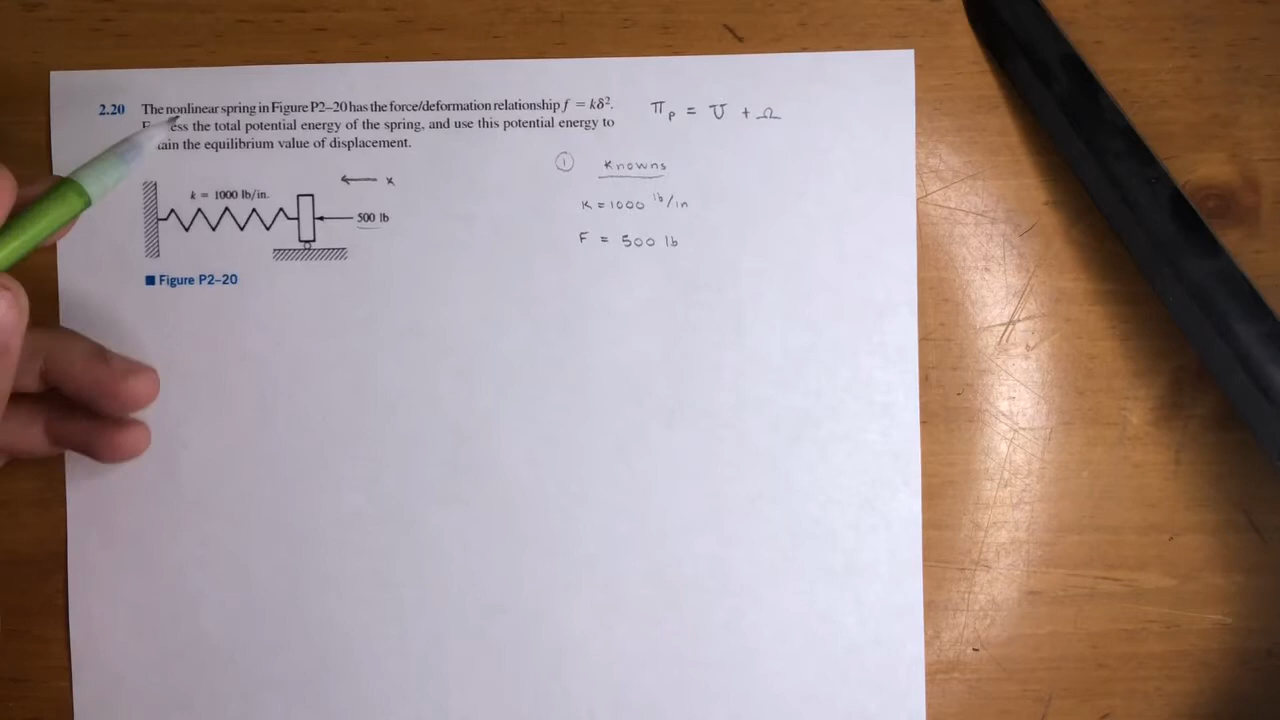 2.20 The nonlinear spring in Figure P2–20 has the force/deformation relationship f = kδ².
the total potential energy of the spring, and use this potential energy to
the equilibrium value of displacement.
πp = U + Ω
① Knowns
K = 1000 lb/in
F = 500 lb
← x
k = 1000 lb/in.
500 lb
■ Figure P2–20